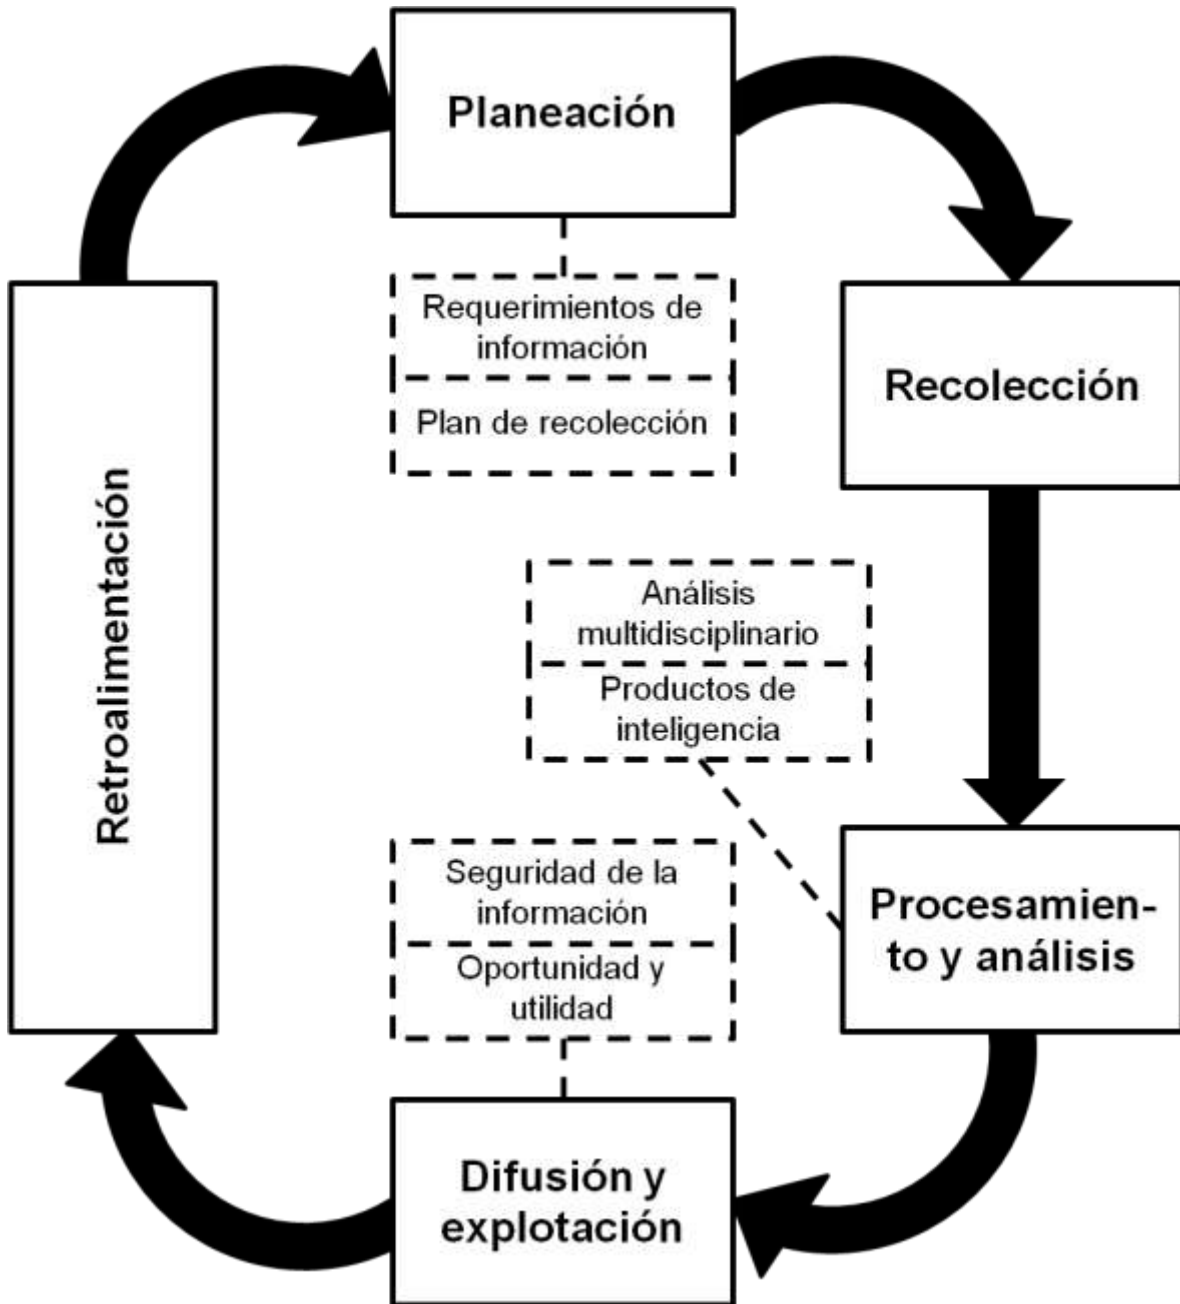 Planeación
Requerimientos de
información
Plan de recolección
Recolección
Análisis
multidisciplinario
Productos de
inteligencia
Procesamien-
to y análisis
Seguridad de la
información
Oportunidad y
utilidad
Difusión y
explotación
Retroalimentación